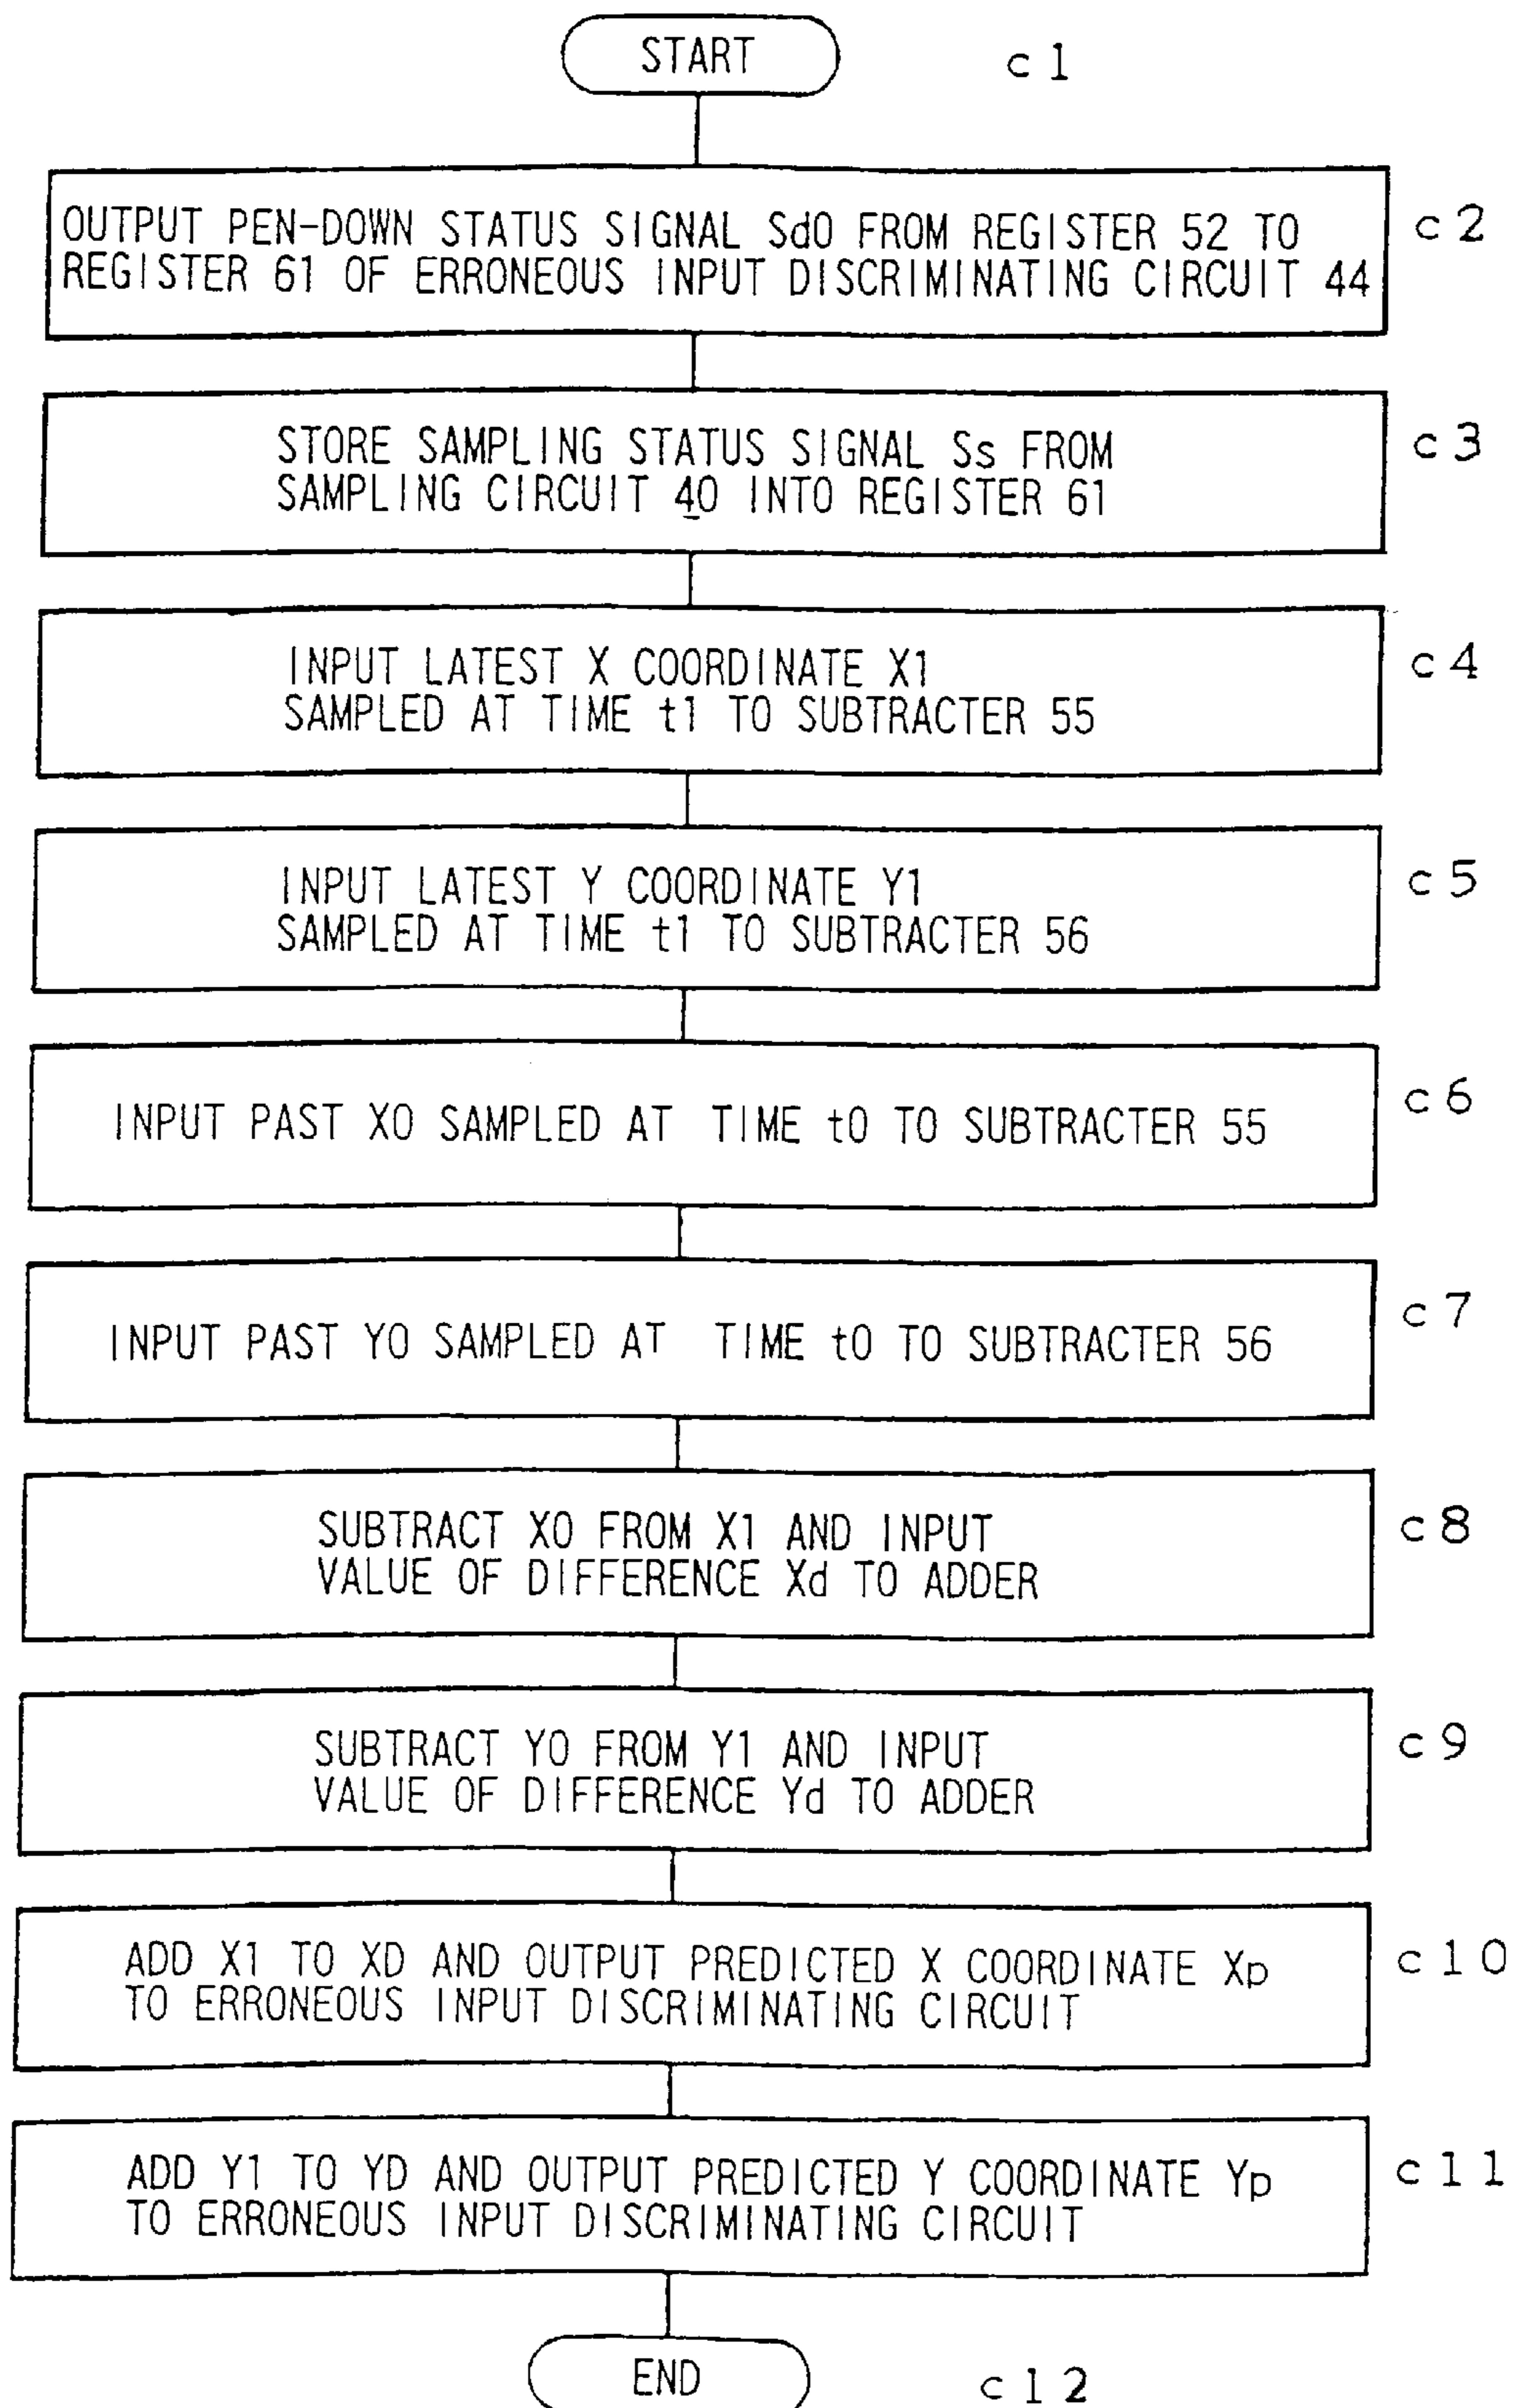 START
c1
OUTPUT PEN-DOWN STATUS SIGNAL Sd0 FROM REGISTER 52 TO
REGISTER 61 OF ERRONEOUS INPUT DISCRIMINATING CIRCUIT 44
c2
STORE SAMPLING STATUS SIGNAL Ss FROM
SAMPLING CIRCUIT 40 INTO REGISTER 61
c3
INPUT LATEST X COORDINATE X1
SAMPLED AT TIME t1 TO SUBTRACTER 55
c4
INPUT LATEST Y COORDINATE Y1
SAMPLED AT TIME t1 TO SUBTRACTER 56
c5
INPUT PAST X0 SAMPLED AT TIME t0 TO SUBTRACTER 55
c6
INPUT PAST Y0 SAMPLED AT TIME t0 TO SUBTRACTER 56
c7
SUBTRACT X0 FROM X1 AND INPUT
VALUE OF DIFFERENCE Xd TO ADDER
c8
SUBTRACT Y0 FROM Y1 AND INPUT
VALUE OF DIFFERENCE Yd TO ADDER
c9
ADD X1 TO XD AND OUTPUT PREDICTED X COORDINATE Xp
TO ERRONEOUS INPUT DISCRIMINATING CIRCUIT
c10
ADD Y1 TO YD AND OUTPUT PREDICTED Y COORDINATE Yp
TO ERRONEOUS INPUT DISCRIMINATING CIRCUIT
c11
END
c12